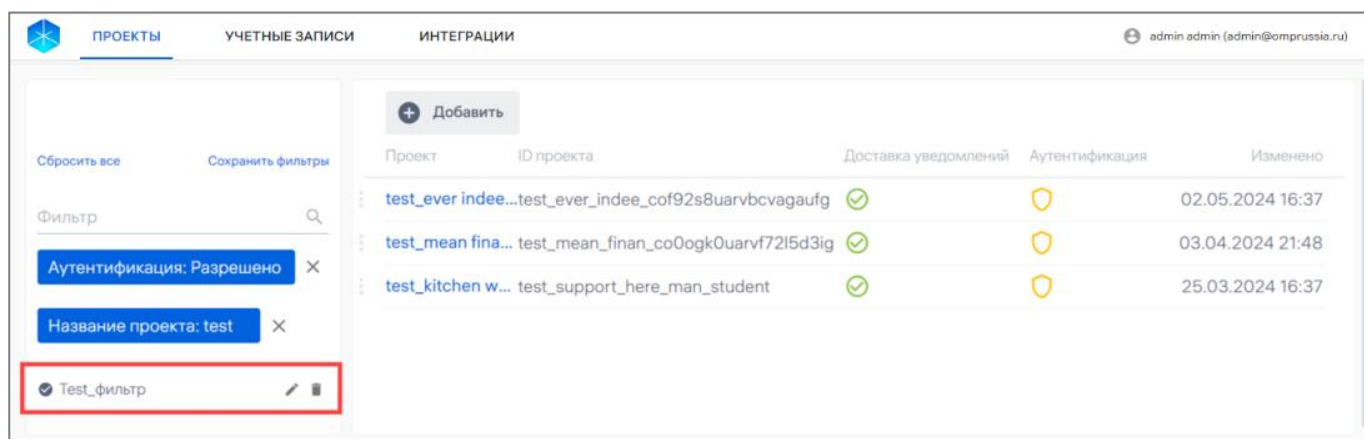 ПРОЕКТЫ УЧЕТНЫЕ ЗАПИСИ ИНТЕГРАЦИИ admin admin (admin@omprussia.ru)
Сбросить все Сохранить фильтры
Фильтр
Аутентификация: Разрешено
Название проекта: test
Test_фильтр
Добавить
Проект ID проекта Доставка уведомлений Аутентификация Изменено
test_ever indee... test_ever_indee_cof92s8uarvbcvagaufg 02.05.2024 16:37
test_mean fina... test_mean_finan_co0ogk0uarvf72l5d3ig 03.04.2024 21:48
test_kitchen w... test_support_here_man_student 25.03.2024 16:37